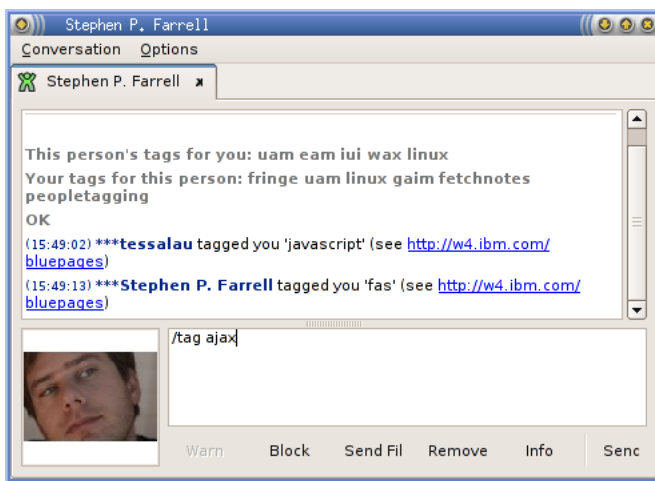 Stephen P. Farrell
Conversation Options
Stephen P. Farrell x
This person's tags for you: uam eam iui wax linux
Your tags for this person: fringe uam linux gaim fetchnotes
peopletagging
OK
(15:49:02) ***tessalau tagged you 'javascript' (see http://w4.ibm.com/
bluepages)
(15:49:13) ***Stephen P. Farrell tagged you 'fas' (see http://w4.ibm.com/
bluepages)
/tag ajax
Warn Block Send Fil Remove Info Senc